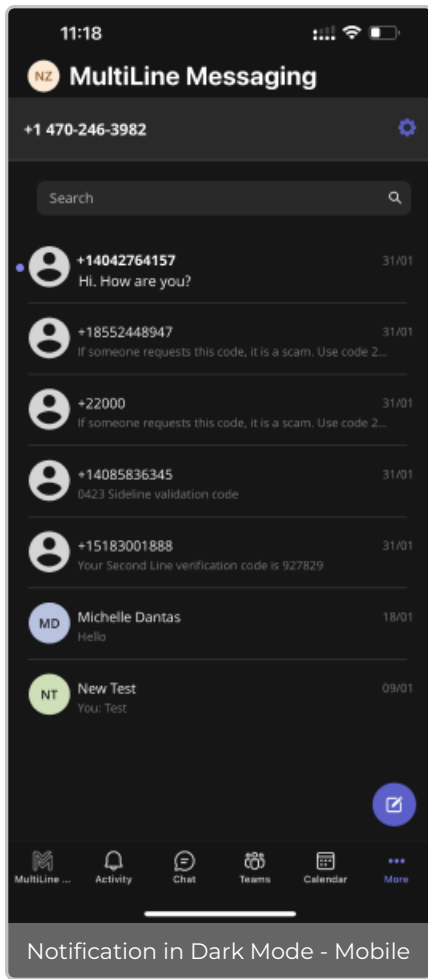 11:18
NZ MultiLine Messaging
+1 470-246-3982
Search
+14042764157 31/01
Hi. How are you?
+18552448947 31/01
If someone requests this code, it is a scam. Use code 2...
+22000 31/01
If someone requests this code, it is a scam. Use code 2...
+14085836345 31/01
0423 Sideline validation code
+15183001888 31/01
Your Second Line verification code is 927829
MD Michelle Dantas 18/01
Hello
NT New Test 09/01
You: Test
MultiLine ... Activity Chat Teams Calendar More
Notification in Dark Mode - Mobile